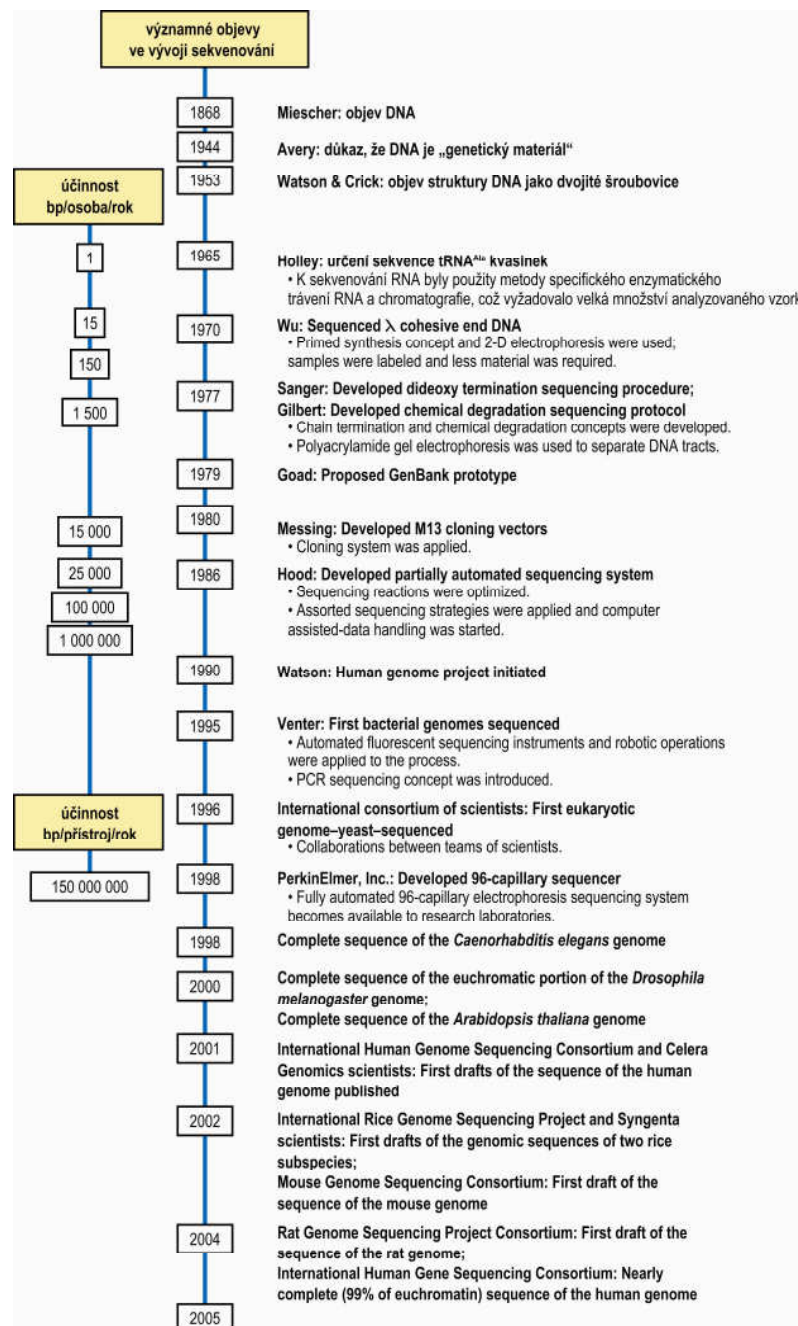 významné objevy
ve vývoji sekvenování
1868
Miescher: objev DNA
1944
Avery: důkaz, že DNA je „genetický materiál“
1953
Watson & Crick: objev struktury DNA jako dvojité šroubovice
účinnost
bp/osoba/rok
1
1965
Holley: určení sekvence tRNAᴬˡᵃ kvasinek
• K sekvenování RNA byly použity metody specifického enzymatického
trávení RNA a chromatografie, což vyžadovalo velká množství analyzovaného vzork
15
1970
Wu: Sequenced λ cohesive end DNA
• Primed synthesis concept and 2-D electrophoresis were used;
samples were labeled and less material was required.
150
1977
Sanger: Developed dideoxy termination sequencing procedure;
Gilbert: Developed chemical degradation sequencing protocol
• Chain termination and chemical degradation concepts were developed.
• Polyacrylamide gel electrophoresis was used to separate DNA tracts.
1 500
1979
Goad: Proposed GenBank prototype
1980
Messing: Developed M13 cloning vectors
• Cloning system was applied.
15 000
1986
Hood: Developed partially automated sequencing system
• Sequencing reactions were optimized.
• Assorted sequencing strategies were applied and computer
assisted-data handling was started.
25 000
100 000
1 000 000
1990
Watson: Human genome project initiated
1995
Venter: First bacterial genomes sequenced
• Automated fluorescent sequencing instruments and robotic operations
were applied to the process.
• PCR sequencing concept was introduced.
účinnost
bp/přístroj/rok
1996
International consortium of scientists: First eukaryotic
genome–yeast–sequenced
• Collaborations between teams of scientists.
150 000 000
1998
PerkinElmer, Inc.: Developed 96-capillary sequencer
• Fully automated 96-capillary electrophoresis sequencing system
becomes available to research laboratories.
1998
Complete sequence of the Caenorhabditis elegans genome
2000
Complete sequence of the euchromatic portion of the Drosophila
melanogaster genome;
Complete sequence of the Arabidopsis thaliana genome
2001
International Human Genome Sequencing Consortium and Celera
Genomics scientists: First drafts of the sequence of the human
genome published
2002
International Rice Genome Sequencing Project and Syngenta
scientists: First drafts of the genomic sequences of two rice
subspecies;
Mouse Genome Sequencing Consortium: First draft of the
sequence of the mouse genome
2004
Rat Genome Sequencing Project Consortium: First draft of the
sequence of the rat genome;
International Human Gene Sequencing Consortium: Nearly
complete (99% of euchromatin) sequence of the human genome
2005